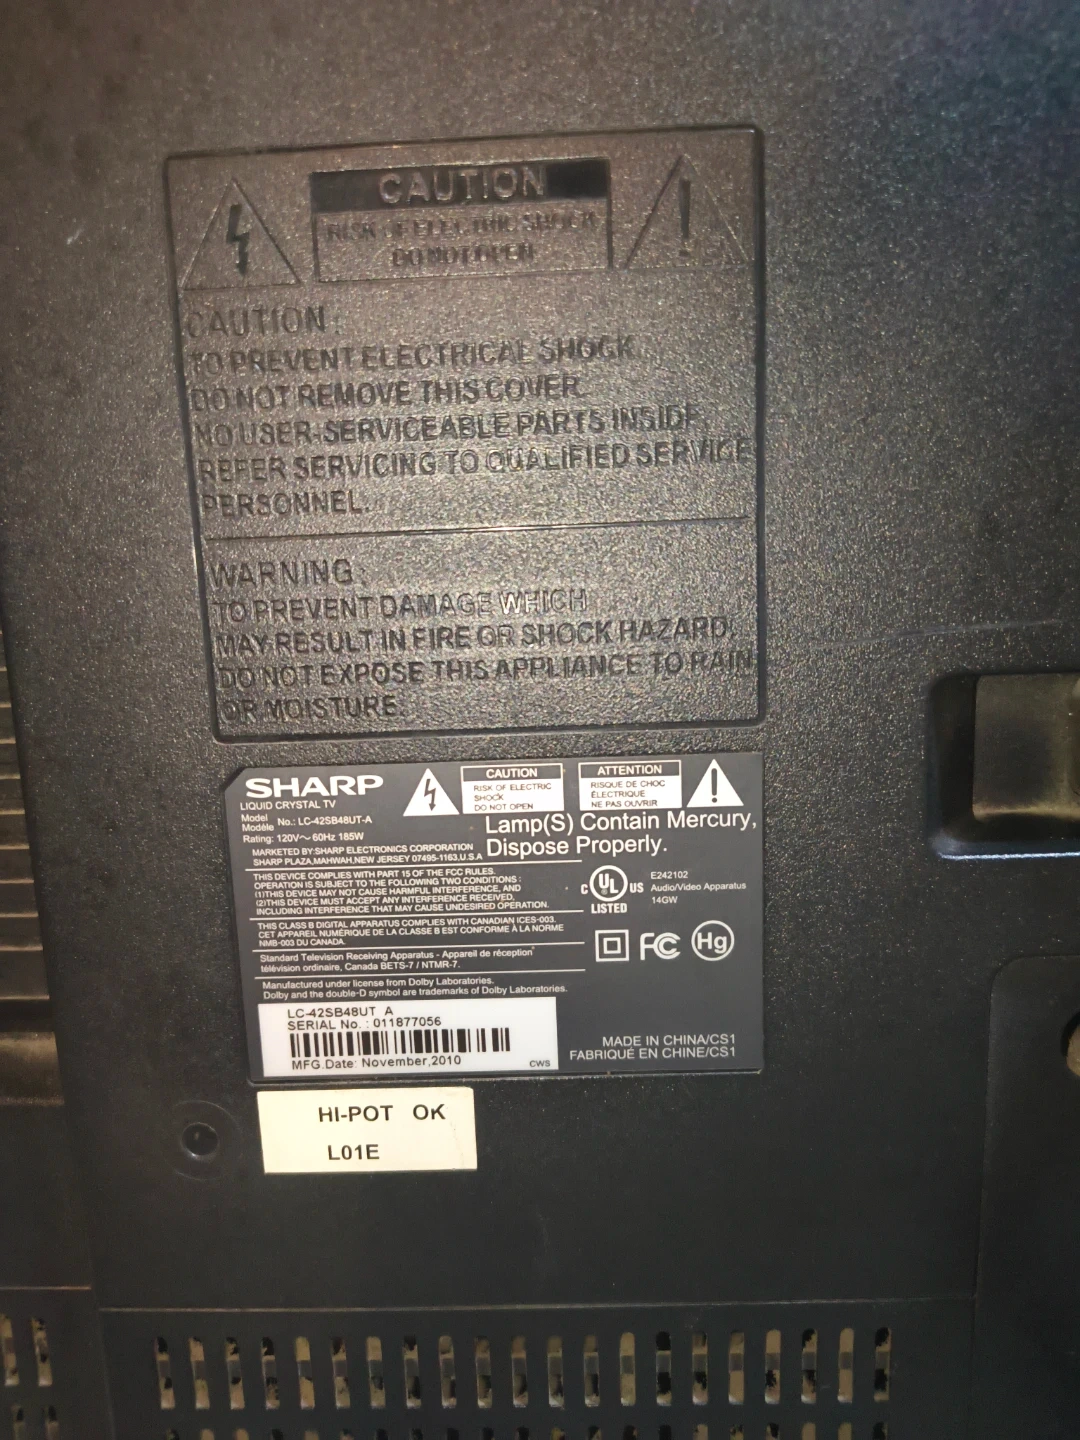 CAUTION
RISK OF ELECTRIC SHOCK
DO NOT OPEN
CAUTION:
TO PREVENT ELECTRICAL SHOCK
DO NOT REMOVE THIS COVER.
NO USER-SERVICEABLE PARTS INSIDE.
REFER SERVICING TO QUALIFIED SERVICE
PERSONNEL.
WARNING:
TO PREVENT DAMAGE WHICH
MAY RESULT IN FIRE OR SHOCK HAZARD,
DO NOT EXPOSE THIS APPLIANCE TO RAIN
OR MOISTURE.
SHARP
LIQUID CRYSTAL TV
Model
Modèle No.: LC-42SB48UT-A
Rating: 120V～ 60Hz 185W
MARKETED BY:SHARP ELECTRONICS CORPORATION
SHARP PLAZA,MAHWAH,NEW JERSEY 07495-1163,U.S.A
CAUTION
RISK OF ELECTRIC
SHOCK
DO NOT OPEN
ATTENTION
RISQUE DE CHOC
ÉLECTRIQUE
NE PAS OUVRIR
Lamp(S) Contain Mercury,
Dispose Properly.
THIS DEVICE COMPLIES WITH PART 15 OF THE FCC RULES.
OPERATION IS SUBJECT TO THE FOLLOWING TWO CONDITIONS :
(1)THIS DEVICE MAY NOT CAUSE HARMFUL INTERFERENCE, AND
(2)THIS DEVICE MUST ACCEPT ANY INTERFERENCE RECEIVED,
INCLUDING INTERFERENCE THAT MAY CAUSE UNDESIRED OPERATION.
THIS CLASS B DIGITAL APPARATUS COMPLIES WITH CANADIAN ICES-003.
CET APPAREIL NUMÉRIQUE DE LA CLASSE B EST CONFORME À LA NORME
NMB-003 DU CANADA.
Standard Television Receiving Apparatus - Appareil de réception
télévision ordinaire, Canada BETS-7 / NTMR-7.
Manufactured under license from Dolby Laboratories.
Dolby and the double-D symbol are trademarks of Dolby Laboratories.
C UL US
LISTED
E242102
Audio/Video Apparatus
14GW
FC Hg
LC-42SB48UT A
SERIAL No. : 011877056
MFG.Date: November,2010
CWS
MADE IN CHINA/CS1
FABRIQUÉ EN CHINE/CS1
HI-POT OK
L01E